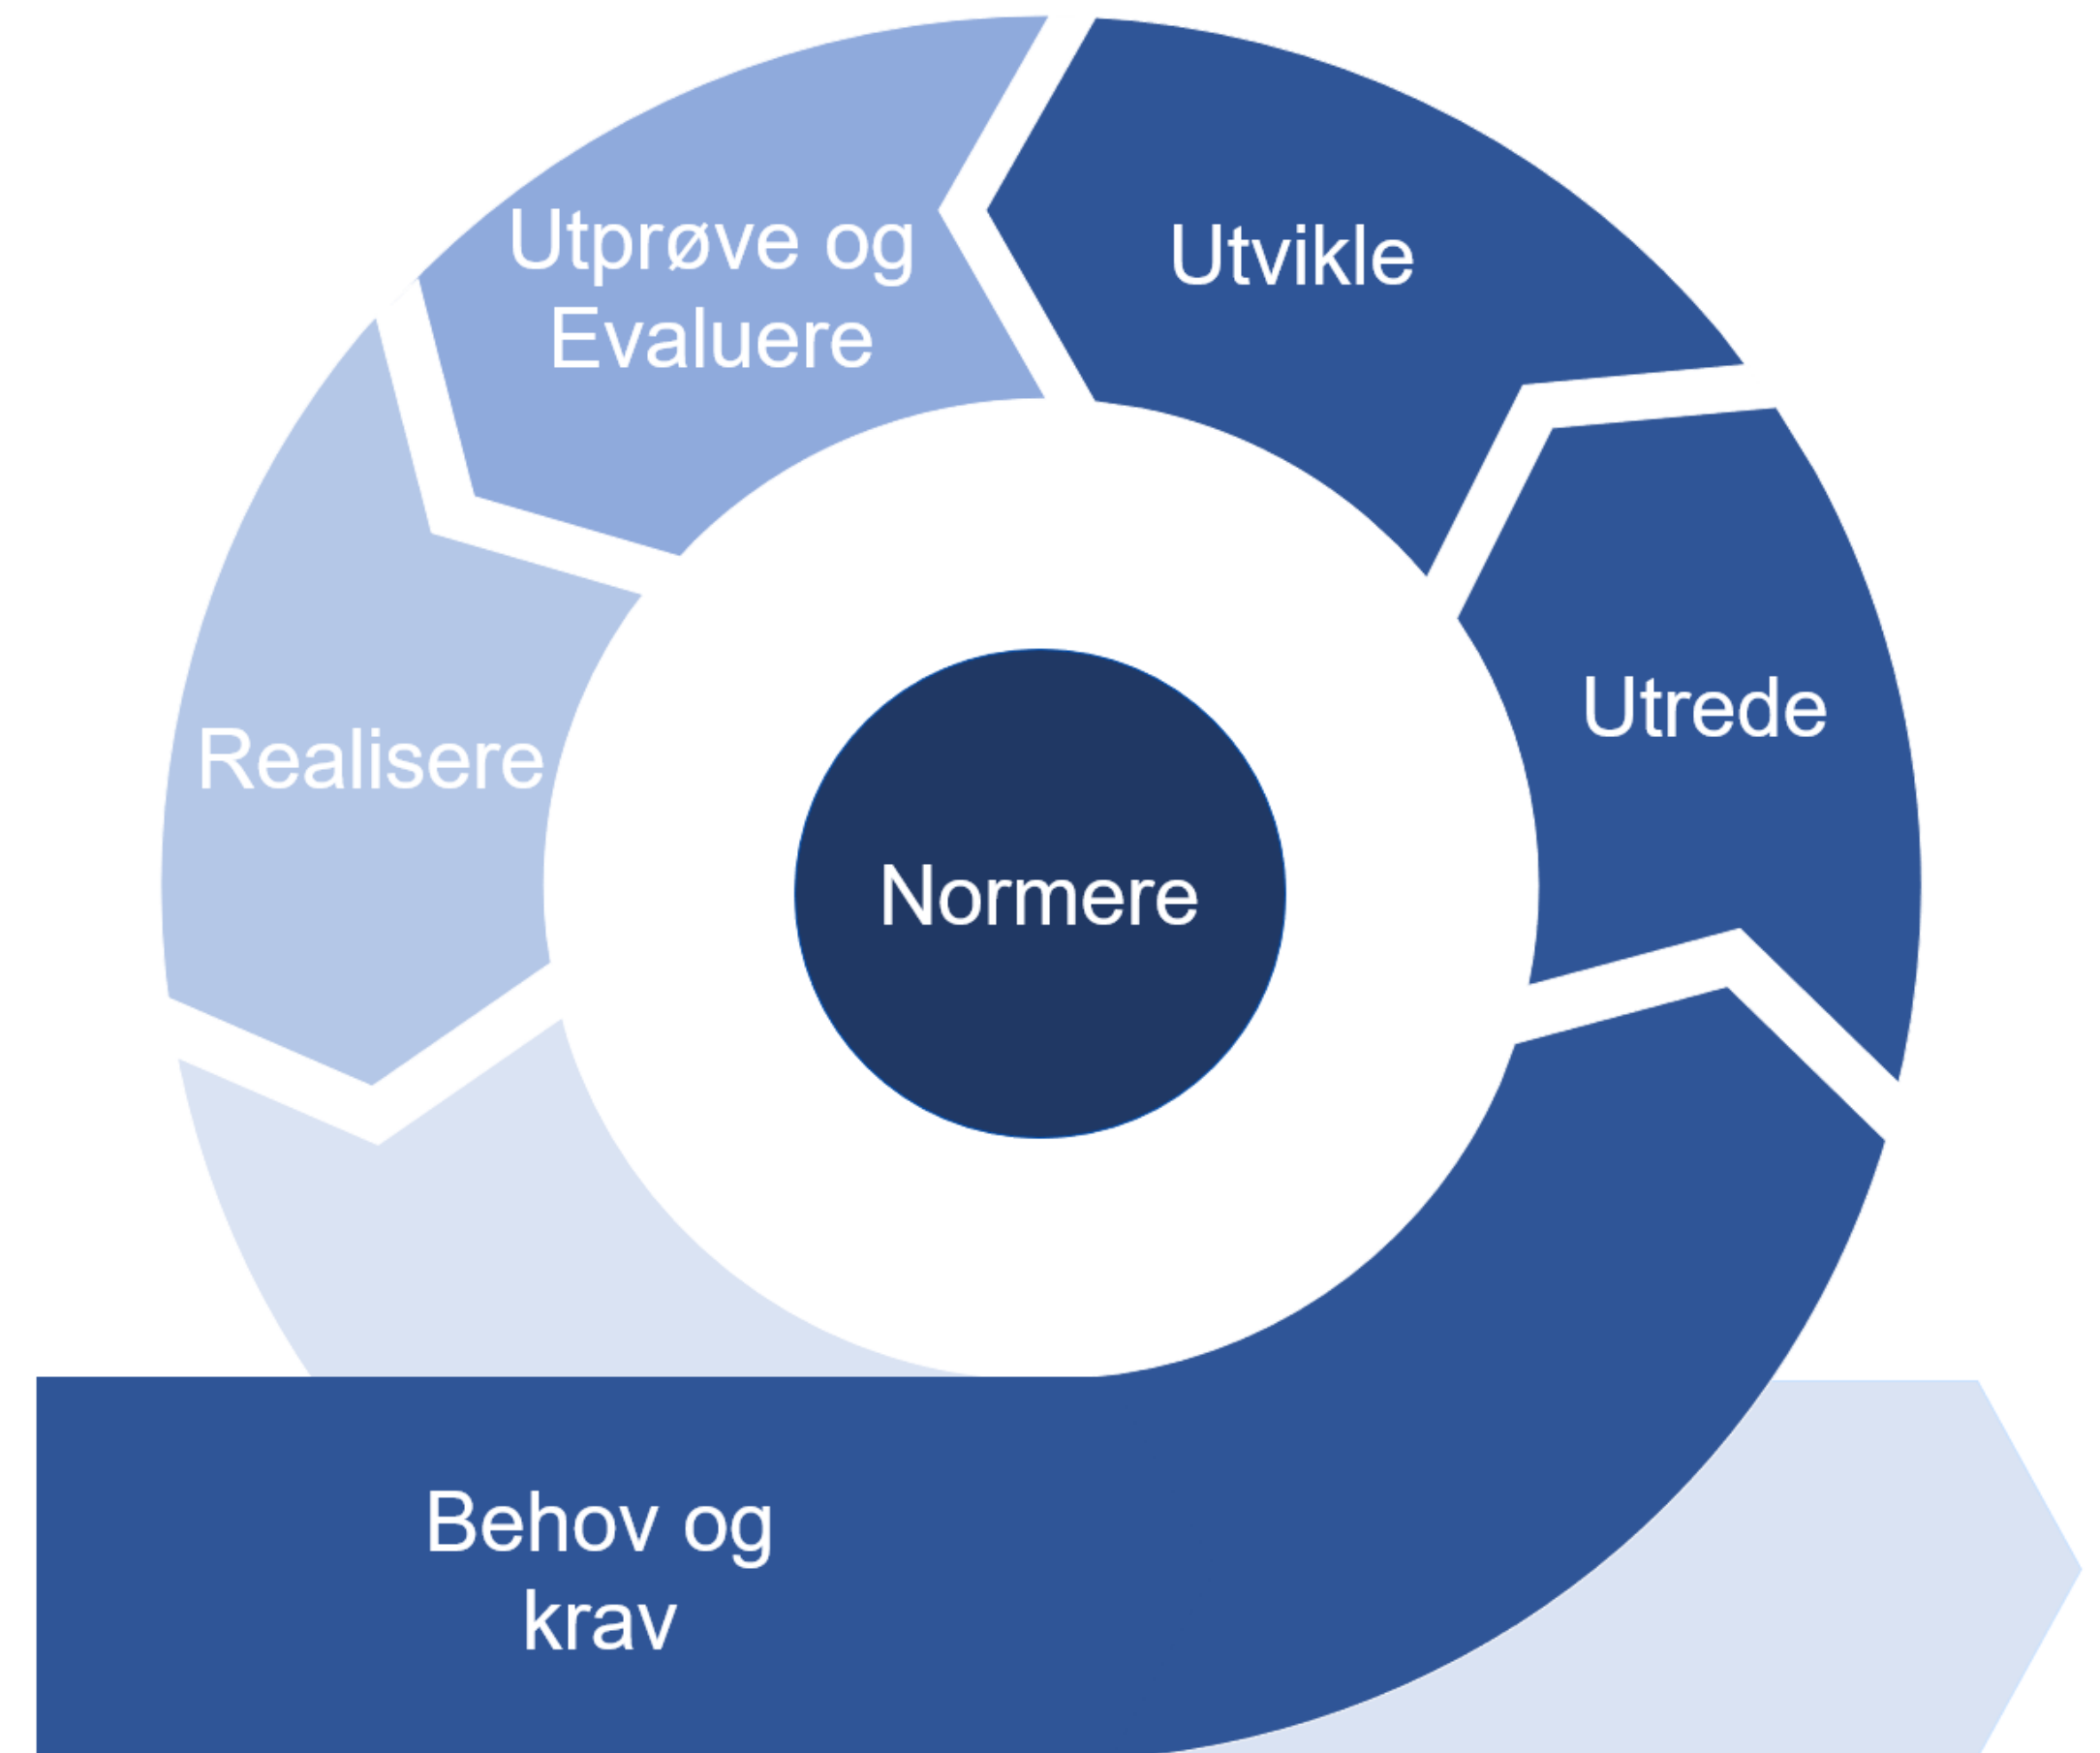 Utprøve og
Evaluere
Utvikle
Utrede
Realisere
Normere
Behov og
krav